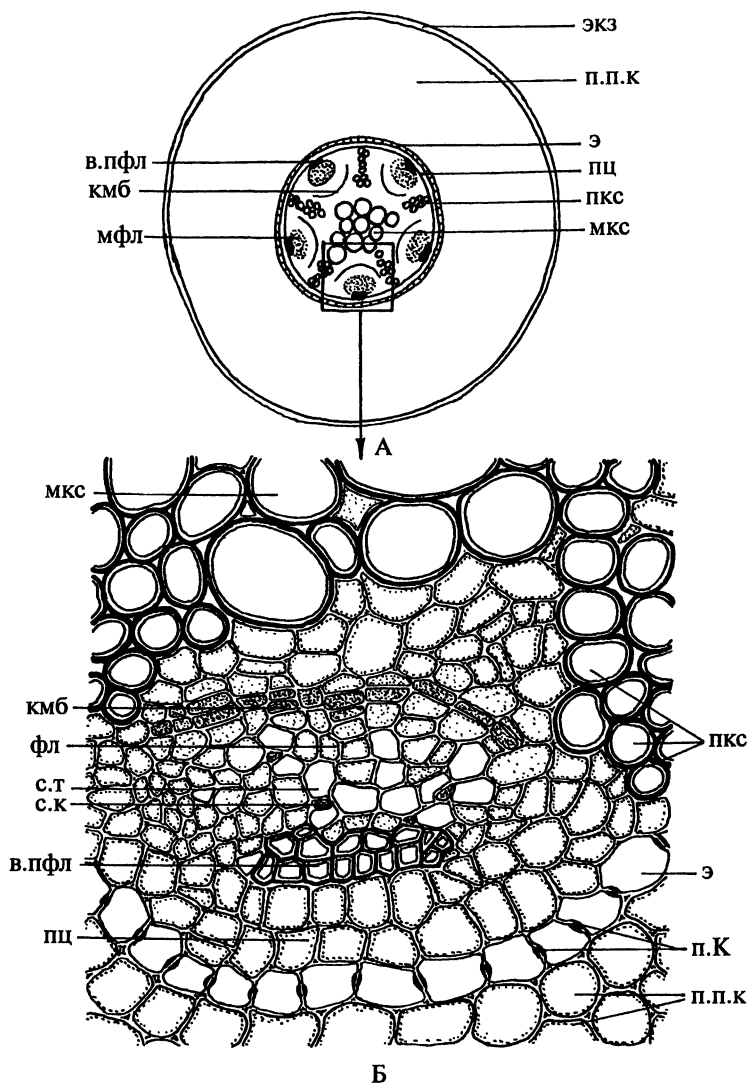 экз
п.п.к
э
в.пфл
пц
кмб
пкс
мфл
мкс
А
мкс
кмб
пкс
фл
с.т
с.к
в.пфл
э
пц
п.К
п.п.к
Б